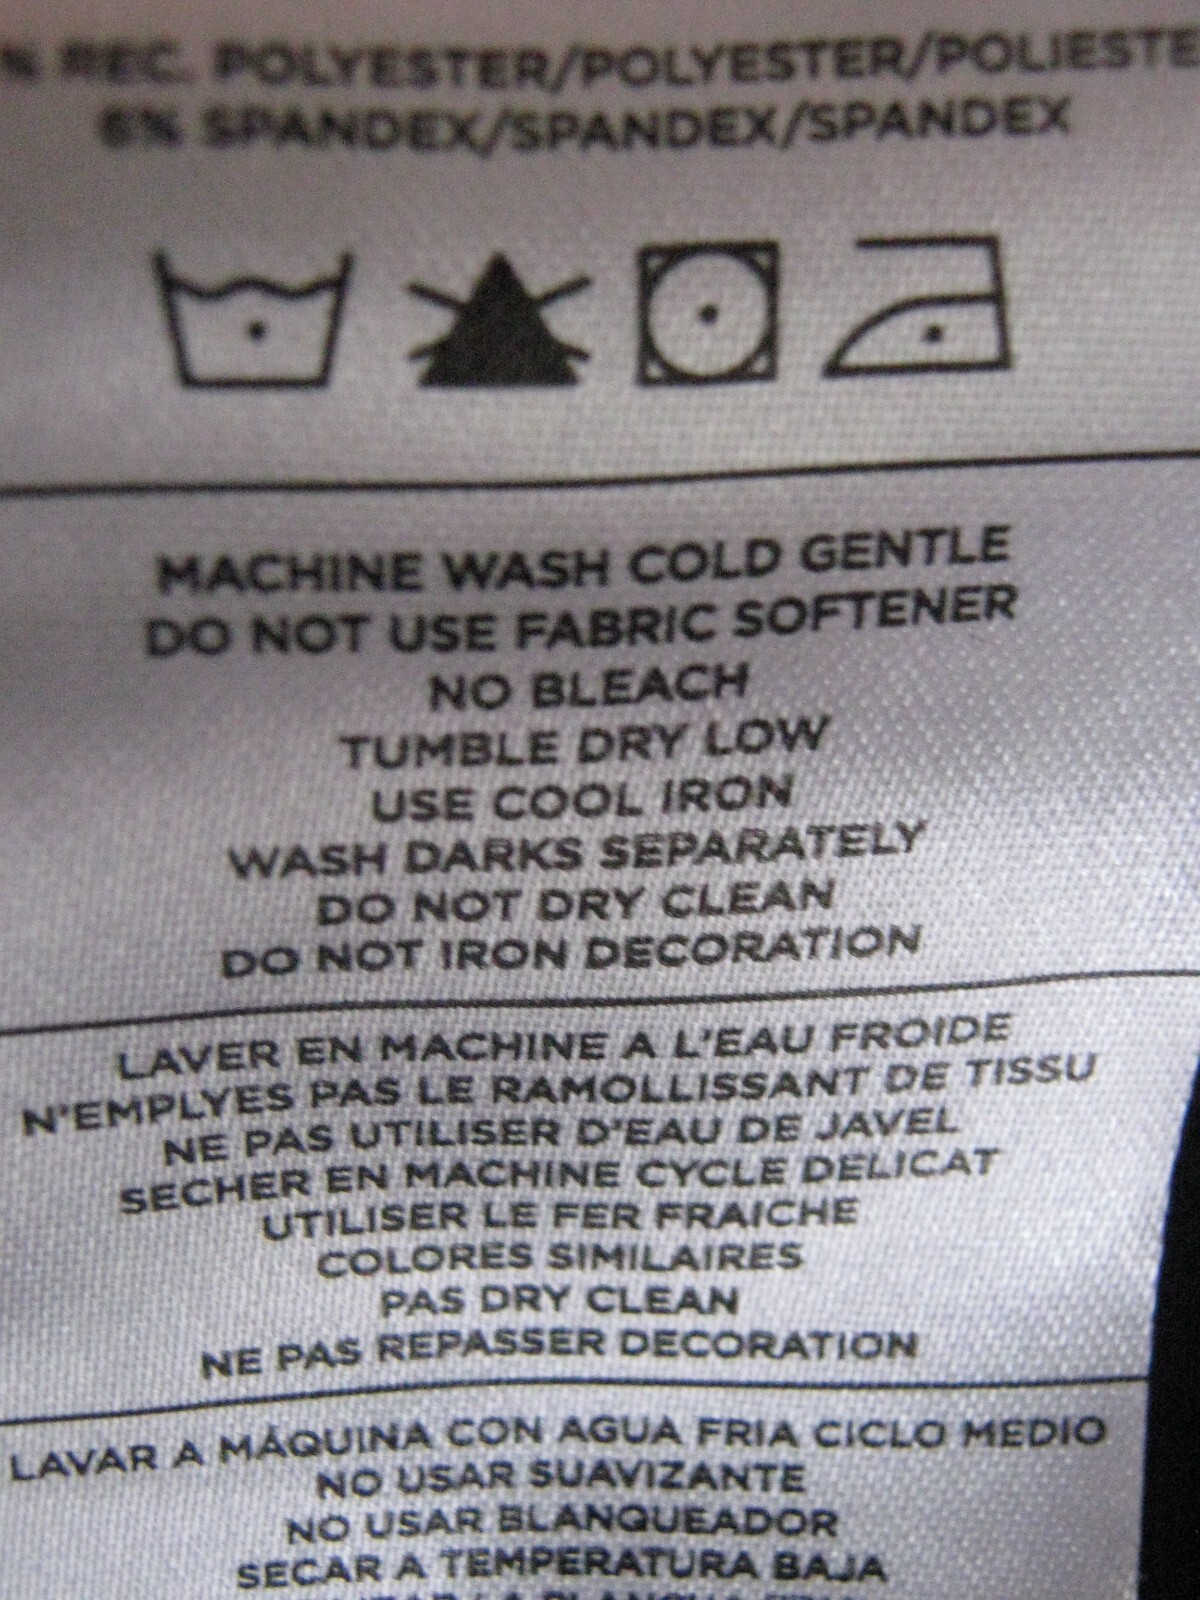 % REC. POLYESTER/POLYESTER/POLIESTE
6% SPANDEX/SPANDEX/SPANDEX
MACHINE WASH COLD GENTLE
DO NOT USE FABRIC SOFTENER
NO BLEACH
TUMBLE DRY LOW
USE COOL IRON
WASH DARKS SEPARATELY
DO NOT DRY CLEAN
DO NOT IRON DECORATION
LAVER EN MACHINE A L'EAU FROIDE
N'EMPLYES PAS LE RAMOLLISSANT DE TISSU
NE PAS UTILISER D'EAU DE JAVEL
SECHER EN MACHINE CYCLE DELICAT
UTILISER LE FER FRAICHE
COLORES SIMILAIRES
PAS DRY CLEAN
NE PAS REPASSER DECORATION
LAVAR A MÁQUINA CON AGUA FRIA CICLO MEDIO
NO USAR SUAVIZANTE
NO USAR BLANQUEADOR
SECAR A TEMPERATURA BAJA